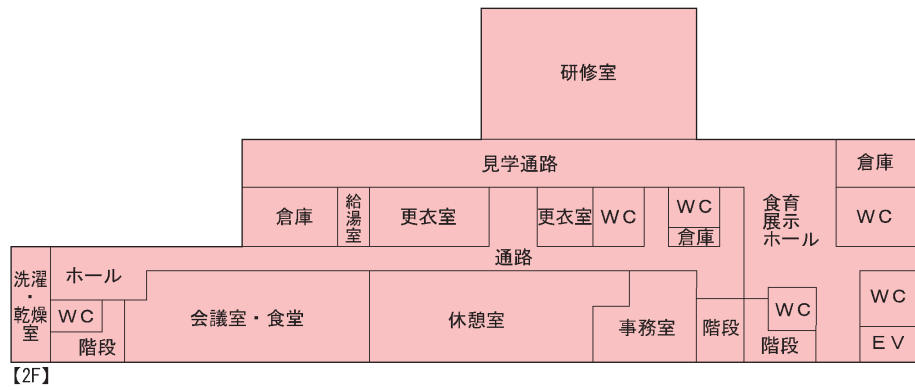 研修室
見学通路
倉庫
倉庫
給湯室
更衣室
更衣室
ＷＣ
ＷＣ
倉庫
食育
展示
ホール
ＷＣ
通路
洗濯
・
乾燥室
ホール
ＷＣ
階段
会議室・食堂
休憩室
事務室
階段
ＷＣ
階段
ＷＣ
ＥＶ
【2F】